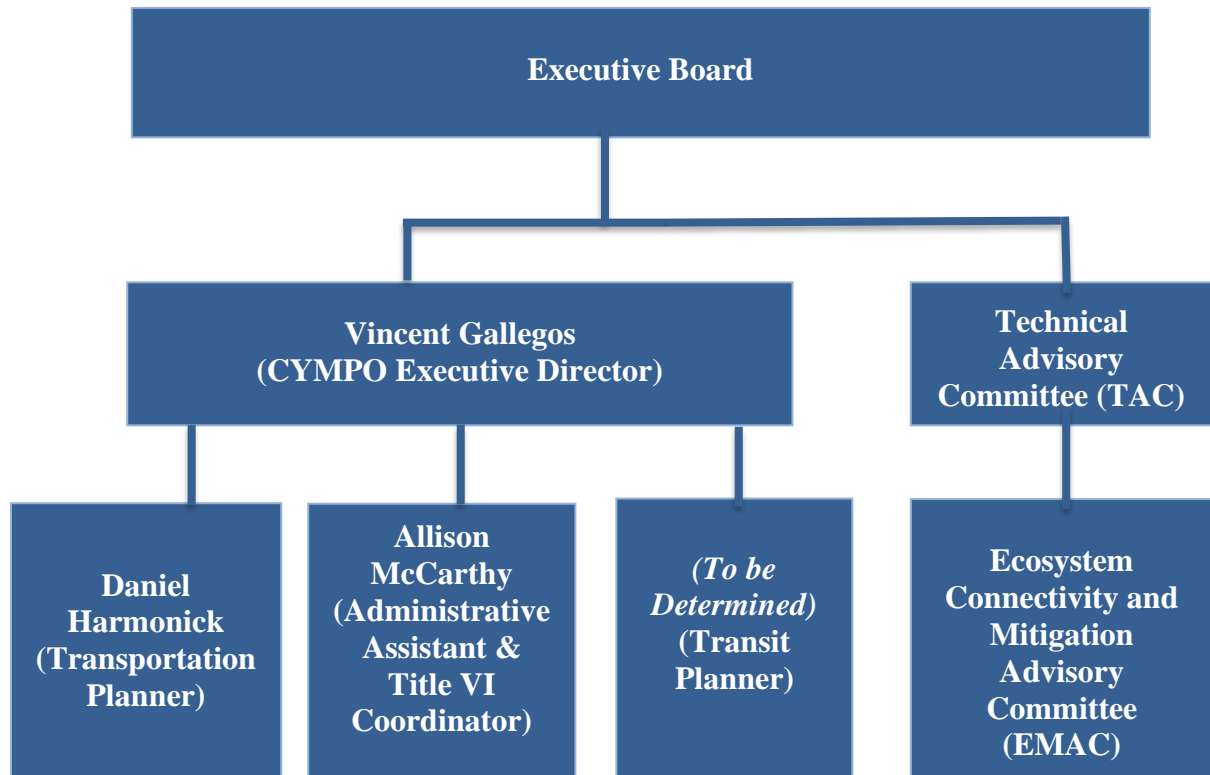 Executive Board
Vincent Gallegos
(CYMPO Executive Director)
Technical
Advisory
Committee (TAC)
Daniel
Harmonick
(Transportation
Planner)
Allison
McCarthy
(Administrative
Assistant &
Title VI
Coordinator)
(To be
Determined)
(Transit
Planner)
Ecosystem
Connectivity and
Mitigation
Advisory
Committee
(EMAC)